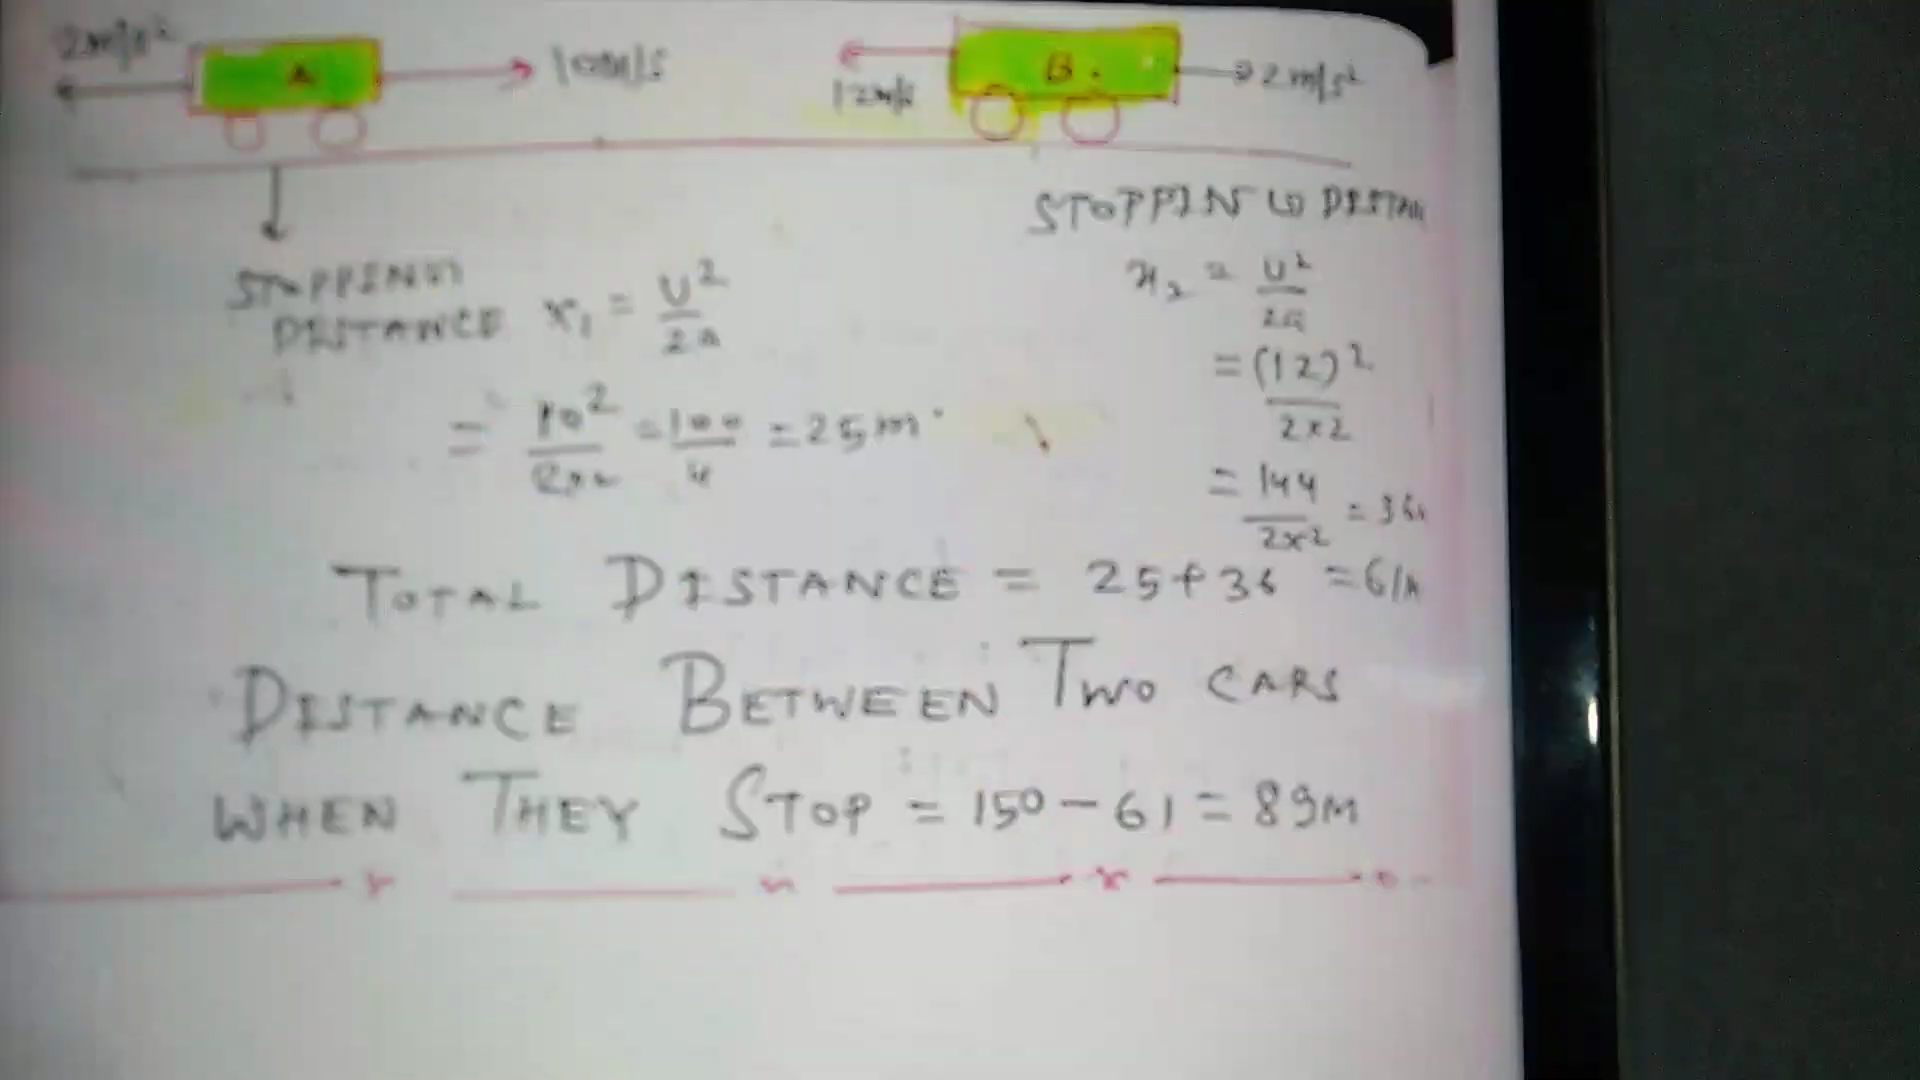 2m/s²
A
10m/s
12m/s
B.
2m/s²
STOPPING
DISTANCE x₁ = U²/2a
= 10²/2×2 = 100/4 = 25m.
STOPPING DISTAN
x₂ = U²/2a
= (12)²/2×2
= 144/2×2 = 36
TOTAL DISTANCE = 25+36 = 61m
DISTANCE BETWEEN TWO CARS
WHEN THEY STOP = 150 - 61 = 89M